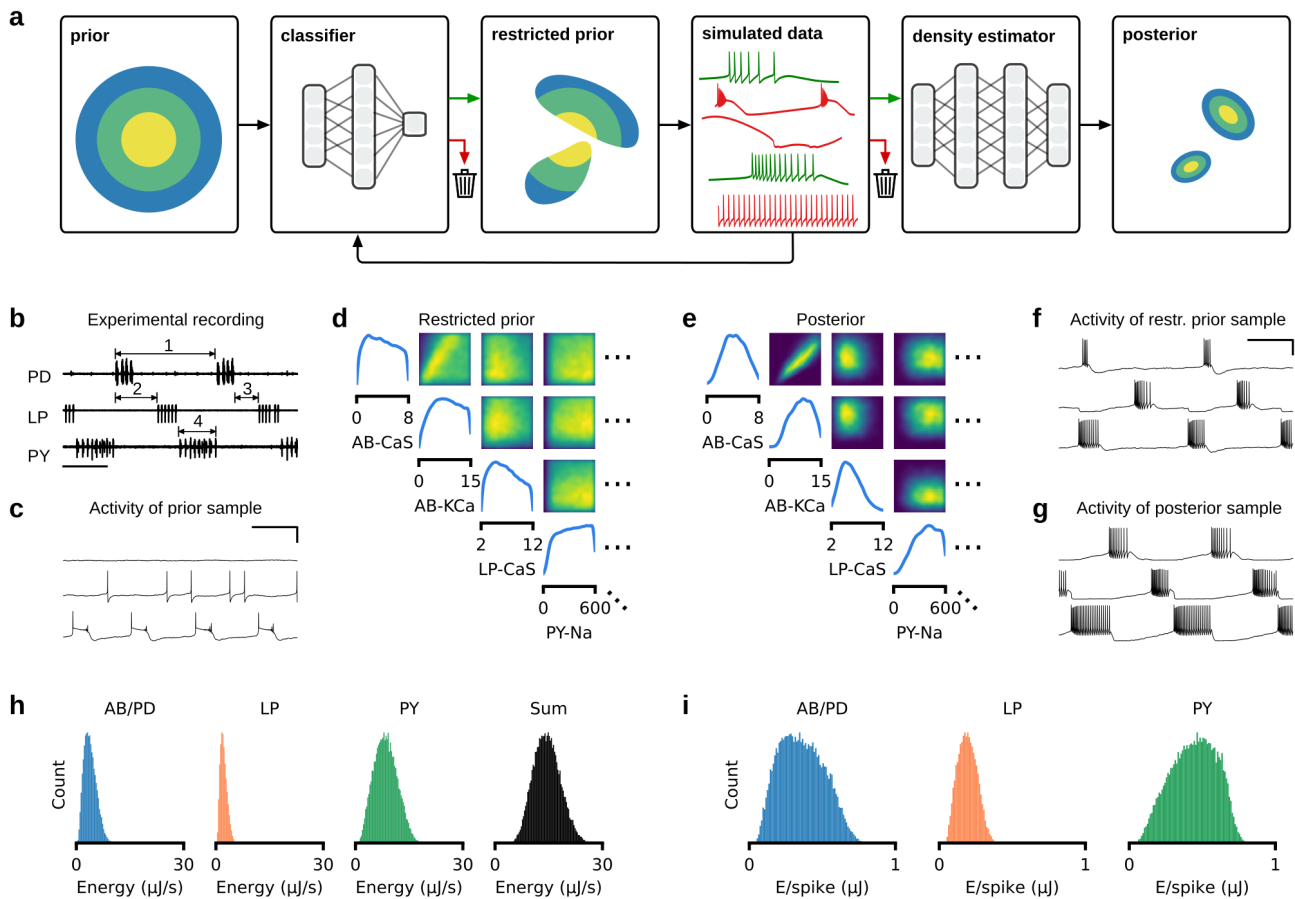 a
prior
classifier
restricted prior
simulated data
density estimator
posterior
b
Experimental recording
1
PD
2
3
LP
4
PY
c
Activity of prior sample
d
Restricted prior
0 8
AB-CaS
0 15
AB-KCa
2 12
LP-CaS
0 600
PY-Na
e
Posterior
0 8
AB-CaS
0 15
AB-KCa
2 12
LP-CaS
0 600
PY-Na
f
Activity of restr. prior sample
g
Activity of posterior sample
h
AB/PD LP PY Sum
Count
0 30 0 30 0 30 0 30
Energy (μJ/s) Energy (μJ/s) Energy (μJ/s) Energy (μJ/s)
i
AB/PD LP PY
Count
0 1 0 1 0 1
E/spike (μJ) E/spike (μJ) E/spike (μJ)